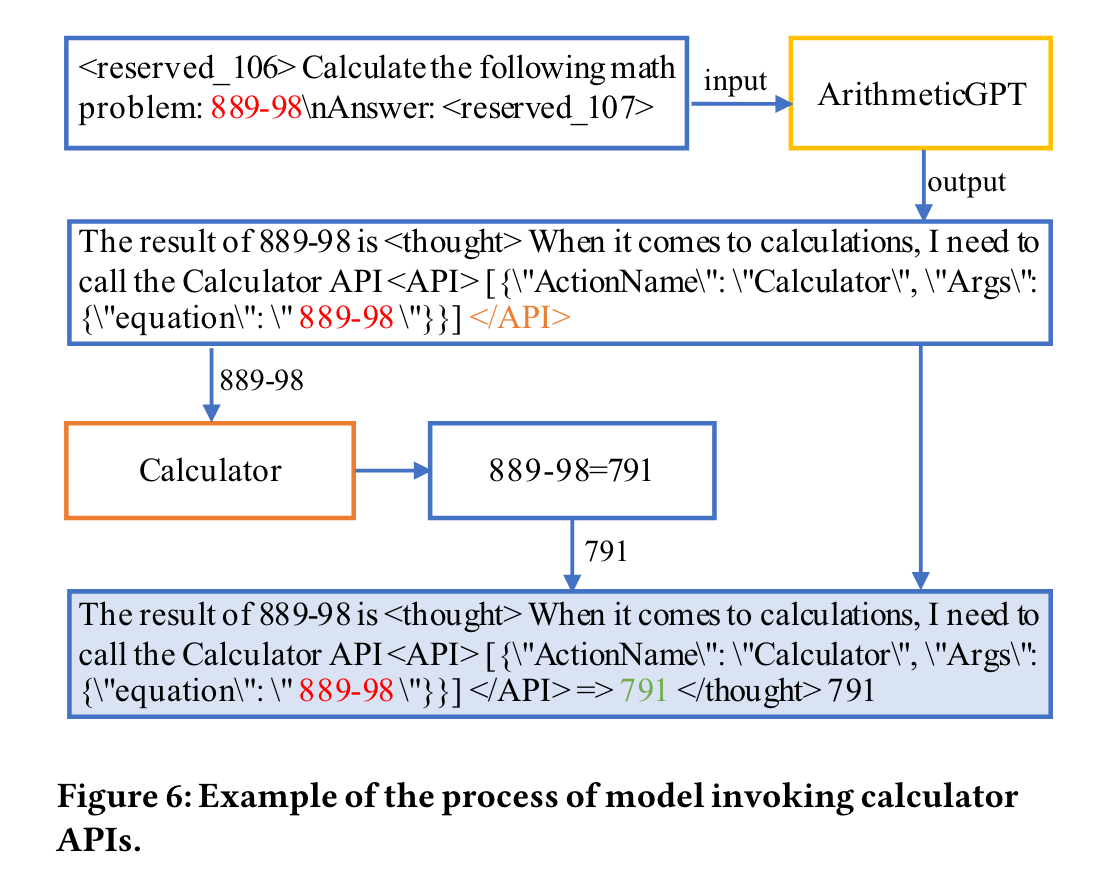 <reserved_106> Calculate the following math
problem: 889-98\nAnswer: <reserved_107>
input
ArithmeticGPT
output
The result of 889-98 is <thought> When it comes to calculations, I need to
call the Calculator API <API> [{\"ActionName\": \"Calculator\", \"Args\":
{\"equation\": \" 889-98 \"}}] </API>
889-98
Calculator
889-98=791
791
The result of 889-98 is <thought> When it comes to calculations, I need to
call the Calculator API <API> [{\"ActionName\": \"Calculator\", \"Args\":
{\"equation\": \" 889-98 \"}}] </API> => 791 </thought> 791
Figure 6: Example of the process of model invoking calculator
APIs.